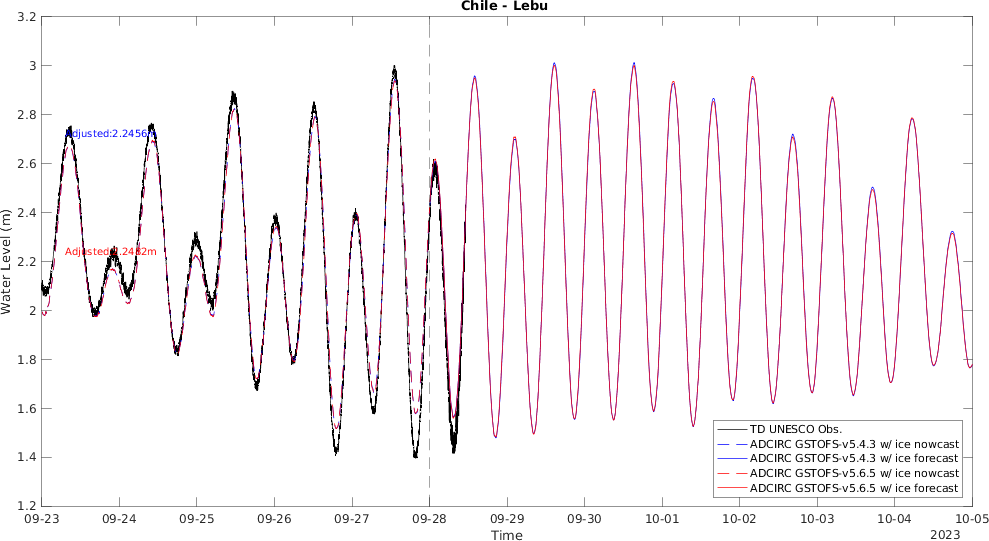 Chile - Lebu
3.2
3
2.8
2.6
2.4
2.2
2
1.8
1.6
1.4
1.2
Water Level (m)
Adjusted:2.2456m
09-23
09-24
09-25
09-26
09-27
09-28
09-29
09-30
10-01
10-02
10-03
10-04
10-05
Time
2023
TD UNESCO Obs.
ADCIRC GSTOFS-v5.4.3 w/ ice nowcast
ADCIRC GSTOFS-v5.4.3 w/ ice forecast
ADCIRC GSTOFS-v5.6.5 w/ ice nowcast
ADCIRC GSTOFS-v5.6.5 w/ ice forecast